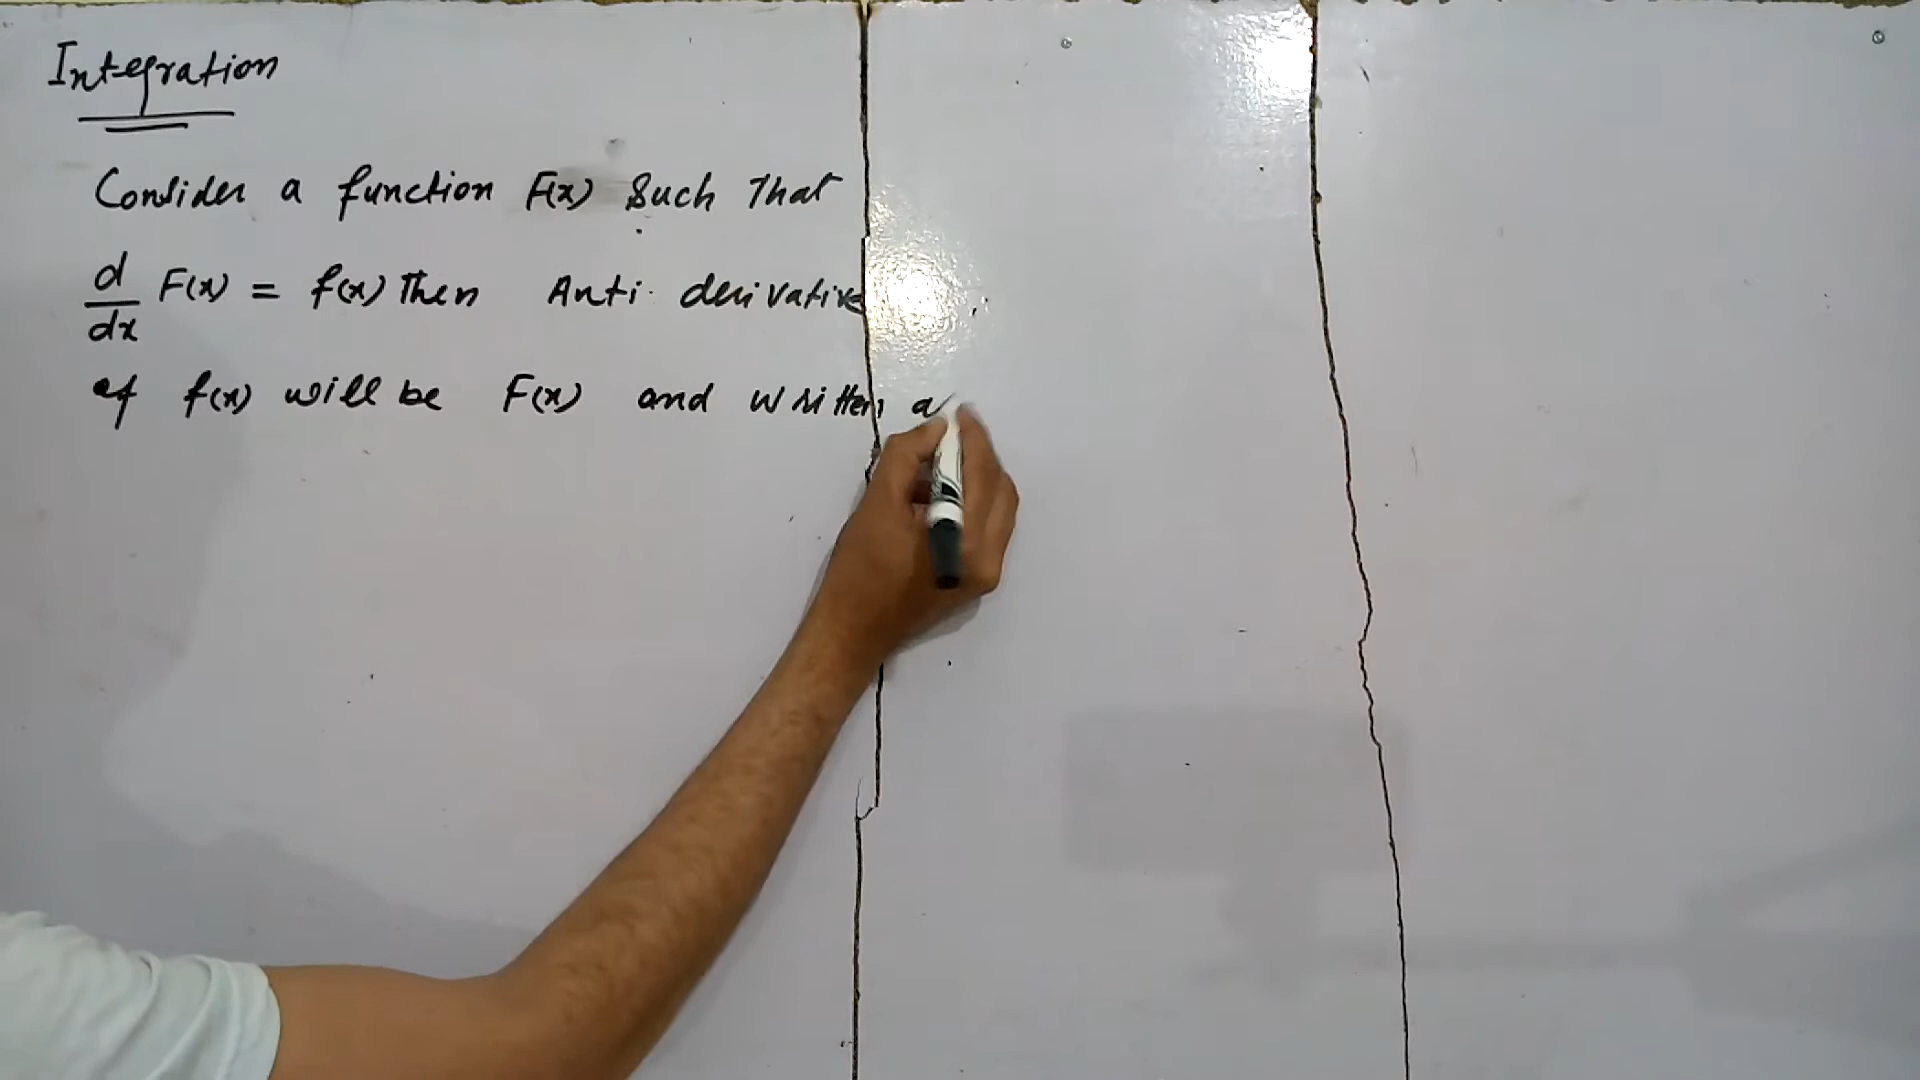 Integration
Consider a function F(x) Such That
d/dx F(x) = f(x) Then Anti derivative
of f(x) will be F(x) and written a